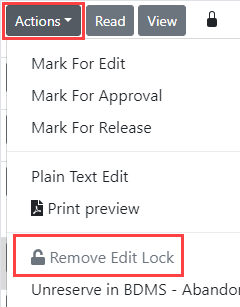 Actions Read View
Mark For Edit
Mark For Approval
Mark For Release
Plain Text Edit
Print preview
Remove Edit Lock
Unreserve in BDMS - Abandon